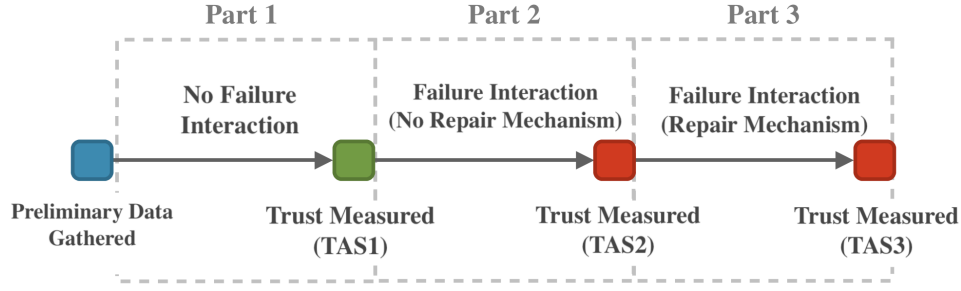 Part 1
Part 2
Part 3
No Failure
Interaction
Failure Interaction
(No Repair Mechanism)
Failure Interaction
(Repair Mechanism)
Preliminary Data
Gathered
Trust Measured
(TAS1)
Trust Measured
(TAS2)
Trust Measured
(TAS3)